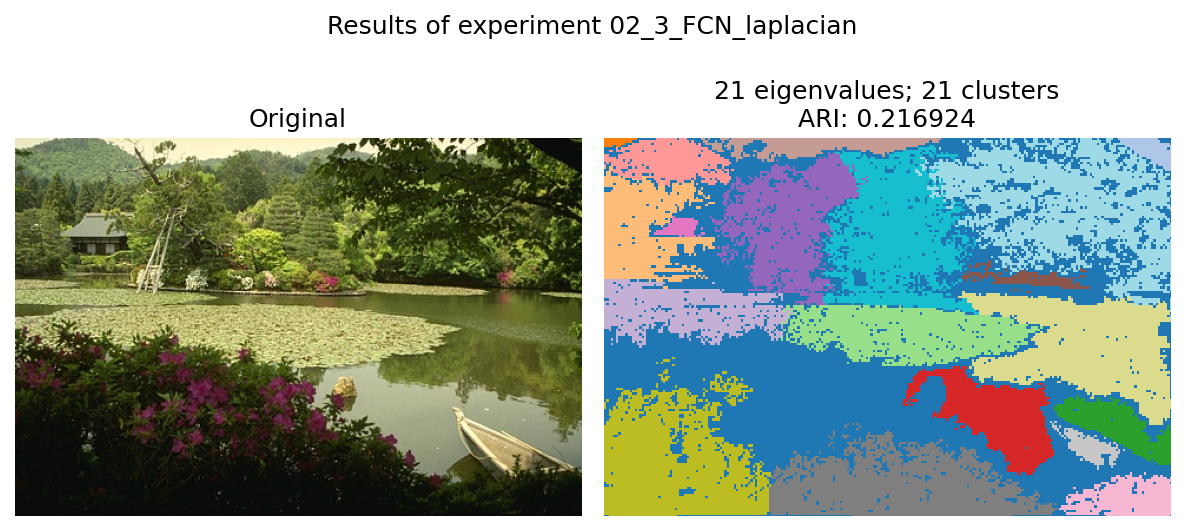 Results of experiment 02_3_FCN_laplacian
Original
21 eigenvalues; 21 clusters
ARI: 0.216924